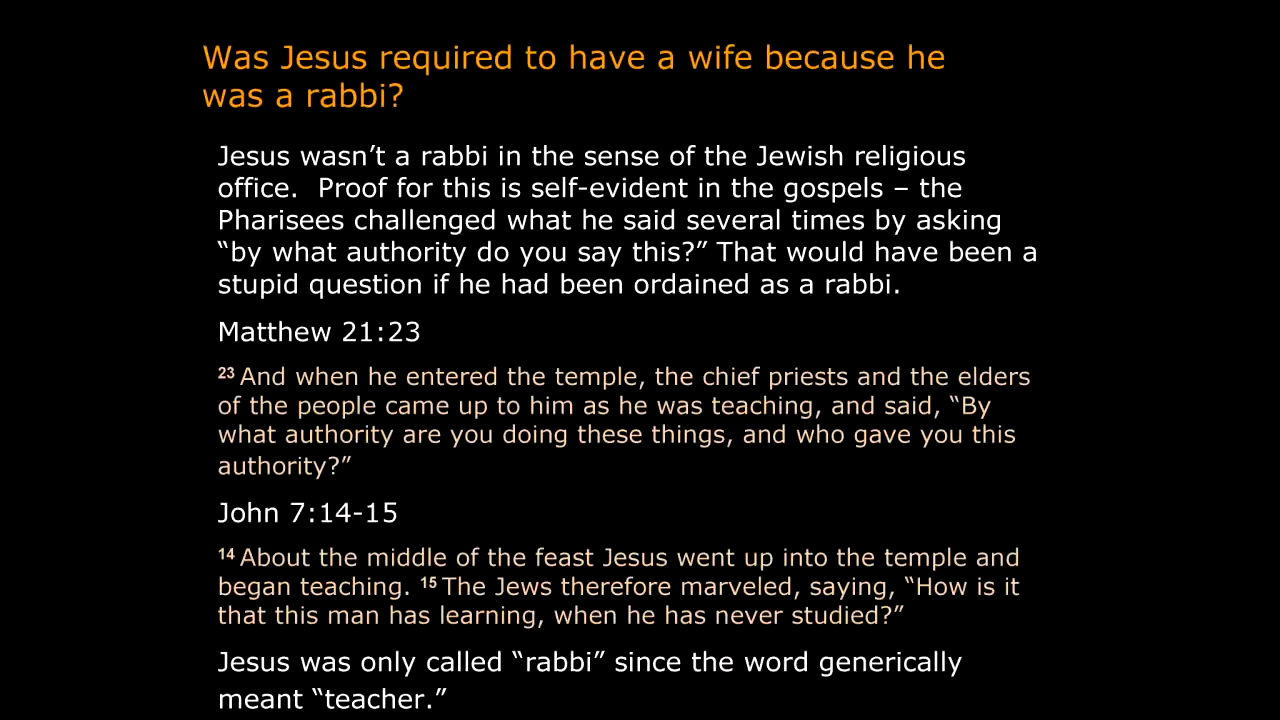 Was Jesus required to have a wife because he
was a rabbi?
Jesus wasn’t a rabbi in the sense of the Jewish religious
office.  Proof for this is self-evident in the gospels – the
Pharisees challenged what he said several times by asking
“by what authority do you say this?” That would have been a
stupid question if he had been ordained as a rabbi.
Matthew 21:23
23 And when he entered the temple, the chief priests and the elders
of the people came up to him as he was teaching, and said, “By
what authority are you doing these things, and who gave you this
authority?”
John 7:14-15
14 About the middle of the feast Jesus went up into the temple and
began teaching. 15 The Jews therefore marveled, saying, “How is it
that this man has learning, when he has never studied?”
Jesus was only called “rabbi” since the word generically
meant “teacher.”